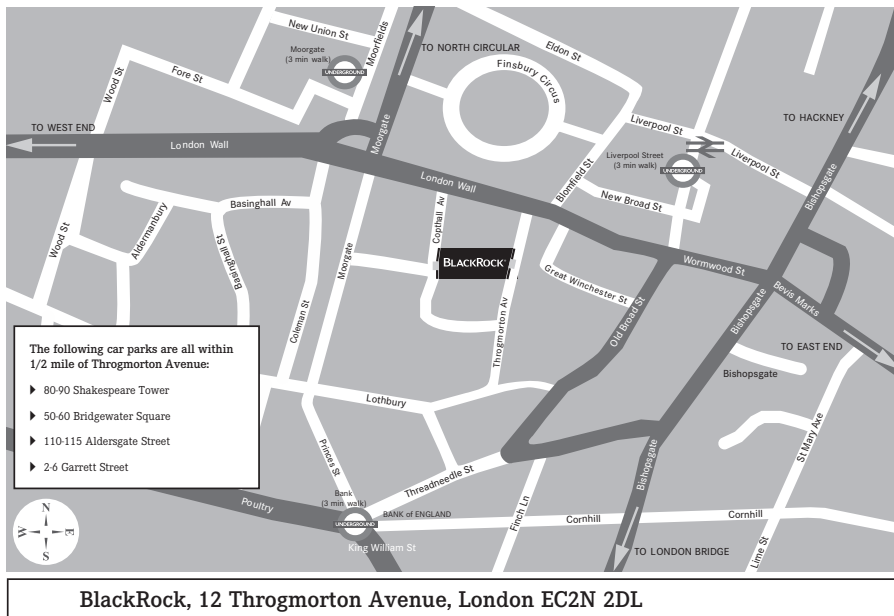 New Union St
Moorfields
Moorgate
(3 min walk)
UNDERGROUND
TO NORTH CIRCULAR
Eldon St
Finsbury Circus
Wood St
Fore St
TO WEST END
London Wall
Moorgate
Liverpool St
TO HACKNEY
Liverpool Street
(3 min walk)
UNDERGROUND
Liverpool St
Bishopsgate
London Wall
Blomfield St
New Broad St
Basinghall Av
Aldermanbury
Copthall Av
Wood St
Basinghall St
Moorgate
BLACKROCK
Wormwood St
Great Winchester St
Bevis Marks
Old Broad St
Bishopsgate
Coleman St
Throgmorton Av
TO EAST END
Bishopsgate
The following car parks are all within
1/2 mile of Throgmorton Avenue:
80-90 Shakespeare Tower
50-60 Bridgewater Square
110-115 Aldersgate Street
2-6 Garrett Street
Lothbury
St Mary Axe
Princes St
Threadneedle St
Bishopsgate
Poultry
Bank
(3 min walk)
UNDERGROUND
BANK of ENGLAND
King William St
Finch Ln
Cornhill
Cornhill
TO LONDON BRIDGE
Lime St
N
W
E
S
BlackRock, 12 Throgmorton Avenue, London EC2N 2DL